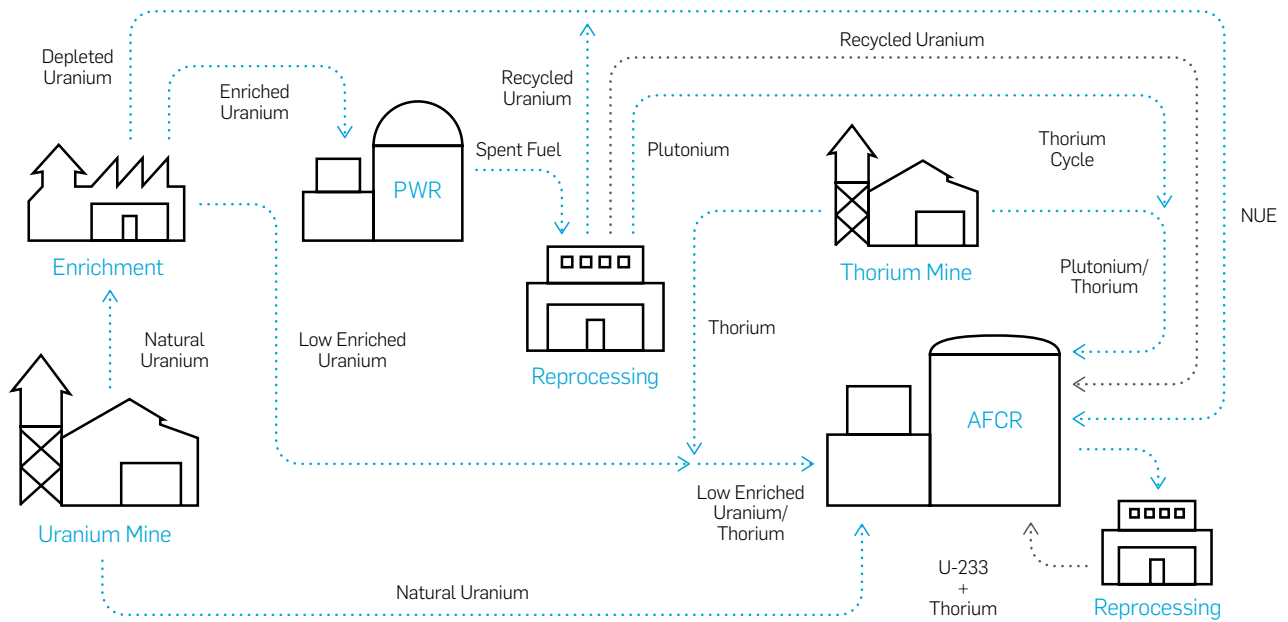 Recycled Uranium
Depleted
Uranium
Enriched
Uranium
Recycled
Uranium
Spent Fuel
Plutonium
Thorium
Cycle
PWR
NUE
Enrichment
Thorium Mine
Plutonium/
Thorium
Natural
Uranium
Low Enriched
Uranium
Thorium
Reprocessing
AFCR
Low Enriched
Uranium/
Thorium
Uranium Mine
Natural Uranium
U-233
+
Thorium
Reprocessing